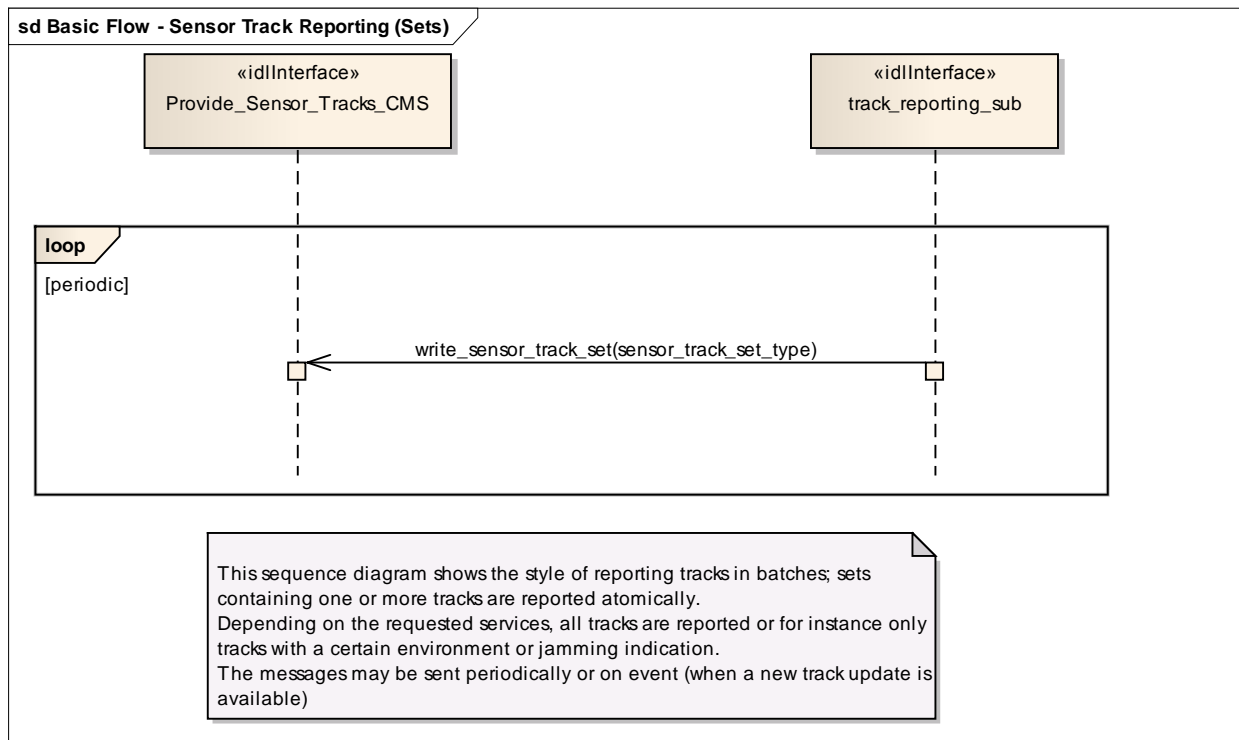 sd Basic Flow - Sensor Track Reporting (Sets)
«idlInterface»
Provide_Sensor_Tracks_CMS
«idlInterface»
track_reporting_sub
loop
[periodic]
write_sensor_track_set(sensor_track_set_type)
This sequence diagram shows the style of reporting tracks in batches; sets
containing one or more tracks are reported atomically.
Depending on the requested services, all tracks are reported or for instance only
tracks with a certain environment or jamming indication.
The messages may be sent periodically or on event (when a new track update is
available)